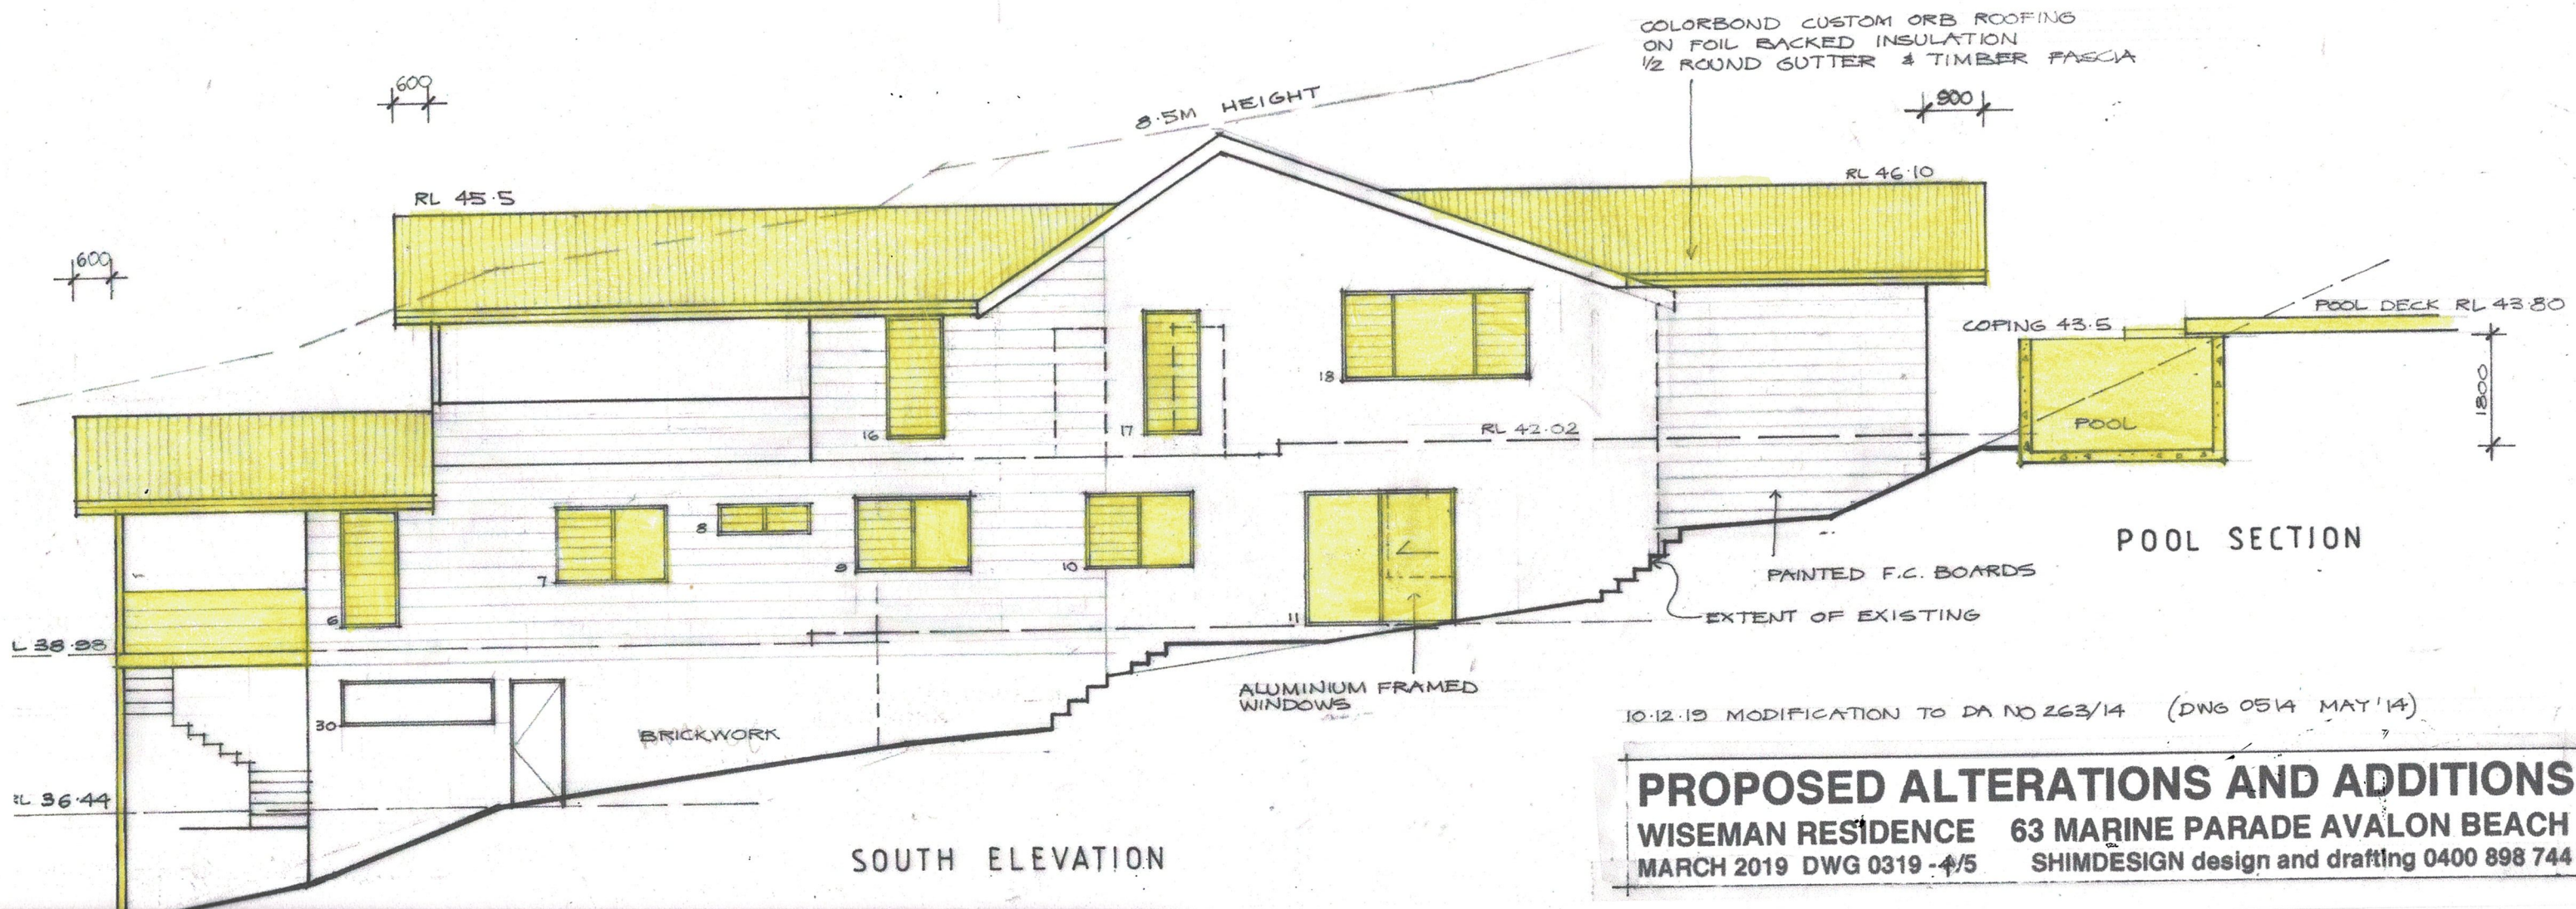 COLORBOND CUSTOM ORB ROOFING
ON FOIL BACKED INSULATION
1/2 ROUND GUTTER & TIMBER FASCIA
600
8.5M HEIGHT
900
RL 45.5
RL 46.10
600
POOL DECK RL 43.80
COPING 43.5
18
1800
16
17
RL 42.02
POOL
POOL SECTION
8
7
9
10
PAINTED F.C. BOARDS
6
11
EXTENT OF EXISTING
L 38.98
ALUMINIUM FRAMED
WINDOWS
30
BRICKWORK
10.12.19 MODIFICATION TO DA NO 263/14 (DWG 0514 MAY '14)
RL 36.44
PROPOSED ALTERATIONS AND ADDITIONS
WISEMAN RESIDENCE 63 MARINE PARADE AVALON BEACH
MARCH 2019 DWG 0319 -4/5 SHIMDESIGN design and drafting 0400 898 744
SOUTH ELEVATION